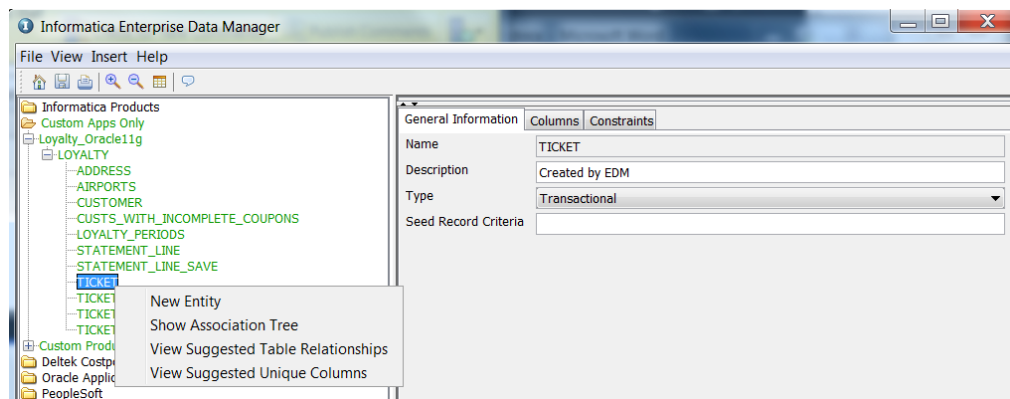 Informatica Enterprise Data Manager
File View Insert Help
Informatica Products
Custom Apps Only
Loyalty_Oracle11g
LOYALTY
ADDRESS
AIRPORTS
CUSTOMER
CUSTS_WITH_INCOMPLETE_COUPONS
LOYALTY_PERIODS
STATEMENT_LINE
STATEMENT_LINE_SAVE
TICKET
TICKET
TICKET
TICKET
Custom Produ
Deltek Costp
Oracle Applic
PeopleSoft
New Entity
Show Association Tree
View Suggested Table Relationships
View Suggested Unique Columns
General Information Columns Constraints
Name TICKET
Description Created by EDM
Type Transactional
Seed Record Criteria